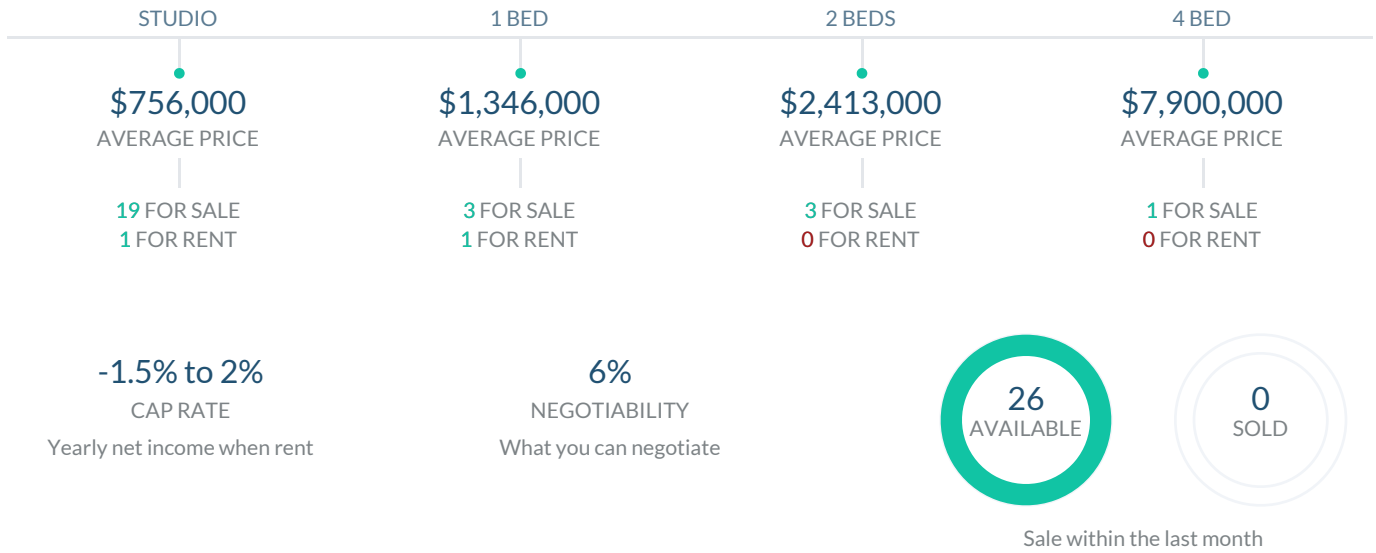 STUDIO
1 BED
2 BEDS
4 BED
$756,000
$1,346,000
$2,413,000
$7,900,000
AVERAGE PRICE
AVERAGE PRICE
AVERAGE PRICE
AVERAGE PRICE
19 FOR SALE
3 FOR SALE
3 FOR SALE
1 FOR SALE
1 FOR RENT
1 FOR RENT
0 FOR RENT
0 FOR RENT
-1.5% to 2%
CAP RATE
Yearly net income when rent
6%
NEGOTIABILITY
What you can negotiate
26
AVAILABLE
0
SOLD
Sale within the last month